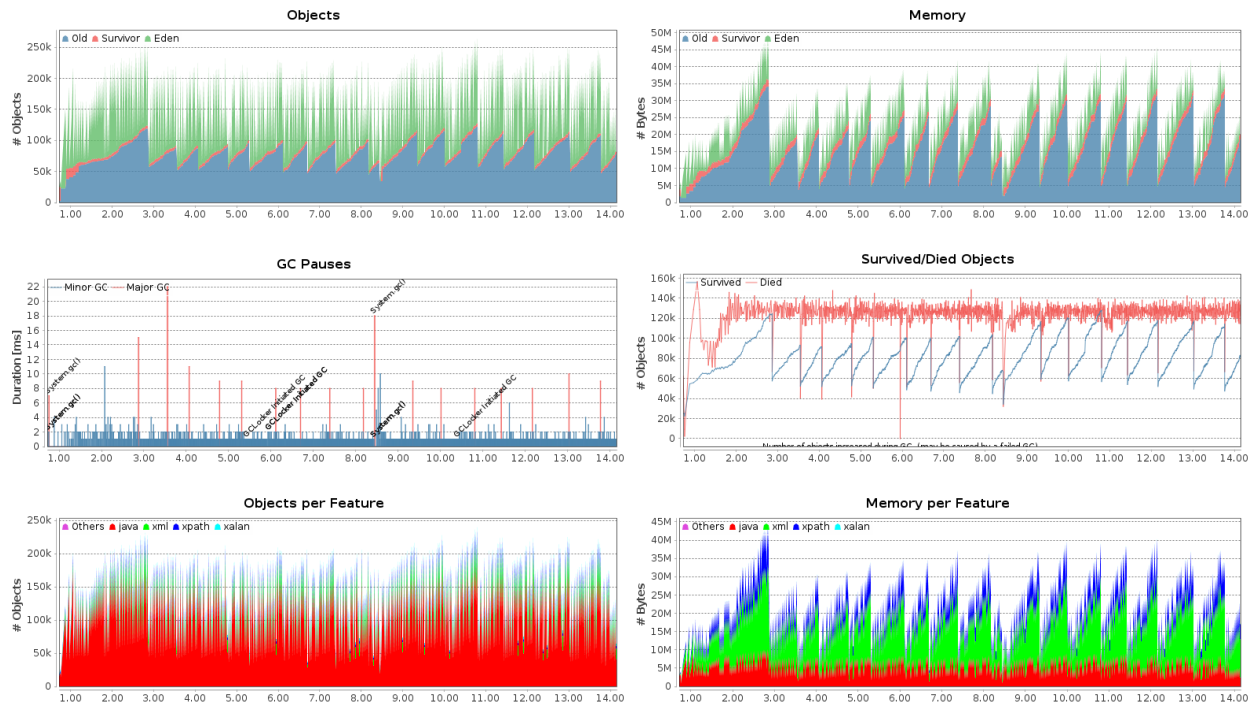 Objects
250k
200k
150k
100k
50k
0
# Objects
Old Survivor Eden
1.00 2.00 3.00 4.00 5.00 6.00 7.00 8.00 9.00 10.00 11.00 12.00 13.00 14.00
Memory
50M
45M
40M
35M
30M
25M
20M
15M
10M
5M
0
# Bytes
Old Survivor Eden
1.00 2.00 3.00 4.00 5.00 6.00 7.00 8.00 9.00 10.00 11.00 12.00 13.00 14.00
GC Pauses
22
20
18
16
14
12
10
8
6
4
2
0
Duration [ms]
Minor GC Major GC
System.gc()
System.gc()
GCLocker Initiated GC
GCLocker Initiated GC
System.gc()
System.gc()
GCLocker Initiated GC
1.00 2.00 3.00 4.00 5.00 6.00 7.00 8.00 9.00 10.00 11.00 12.00 13.00 14.00
Survived/Died Objects
160k
140k
120k
100k
80k
60k
40k
20k
0
# Objects
Survived Died
Number of objects increased during GC. (may be caused by a failed GC)
1.00 2.00 3.00 4.00 5.00 6.00 7.00 8.00 9.00 10.00 11.00 12.00 13.00 14.00
Objects per Feature
250k
200k
150k
100k
50k
0
# Objects
Others java xml xpath xalan
1.00 2.00 3.00 4.00 5.00 6.00 7.00 8.00 9.00 10.00 11.00 12.00 13.00 14.00
Memory per Feature
45M
40M
35M
30M
25M
20M
15M
10M
5M
0
# Bytes
Others java xml xpath xalan
1.00 2.00 3.00 4.00 5.00 6.00 7.00 8.00 9.00 10.00 11.00 12.00 13.00 14.00